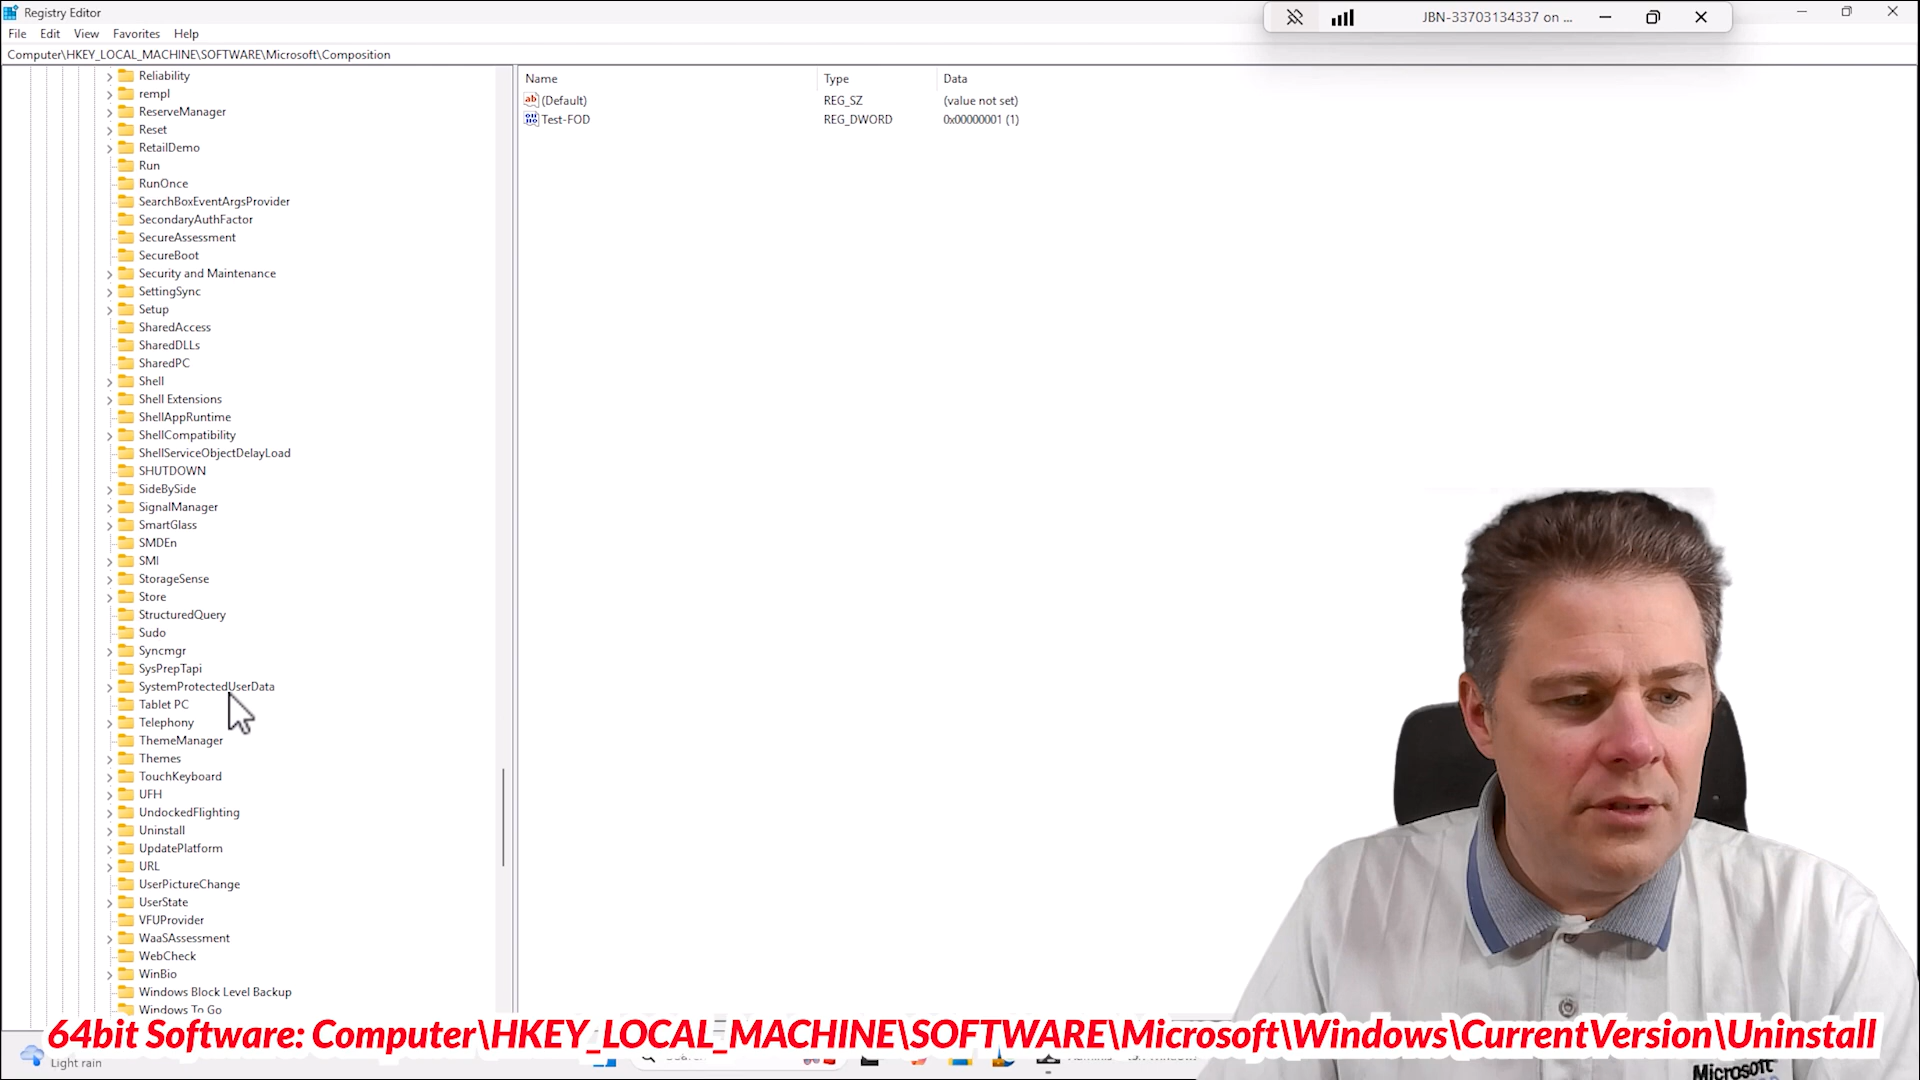 Registry Editor
JBN-33703134337 on ...
File Edit View Favorites Help
Computer\HKEY_LOCAL_MACHINE\SOFTWARE\Microsoft\Composition
Reliability
rempl
ReserveManager
Reset
RetailDemo
Run
RunOnce
SearchBoxEventArgsProvider
SecondaryAuthFactor
SecureAssessment
SecureBoot
Security and Maintenance
SettingSync
Setup
SharedAccess
SharedDLLs
SharedPC
Shell
Shell Extensions
ShellAppRuntime
ShellCompatibility
ShellServiceObjectDelayLoad
SHUTDOWN
SideBySide
SignalManager
SmartGlass
SMDEn
SMI
StorageSense
Store
StructuredQuery
Sudo
Syncmgr
SysPrepTapi
SystemProtectedUserData
Tablet PC
Telephony
ThemeManager
Themes
TouchKeyboard
UFH
UndockedFlighting
Uninstall
UpdatePlatform
URL
UserPictureChange
UserState
VFUProvider
WaaSAssessment
WebCheck
WinBio
Windows Block Level Backup
Windows To Go
Name Type Data
(Default) REG_SZ (value not set)
Test-FOD REG_DWORD 0x00000001 (1)
64bit Software: Computer\HKEY_LOCAL_MACHINE\SOFTWARE\Microsoft\Windows\CurrentVersion\Uninstall
Light rain
Microsoft